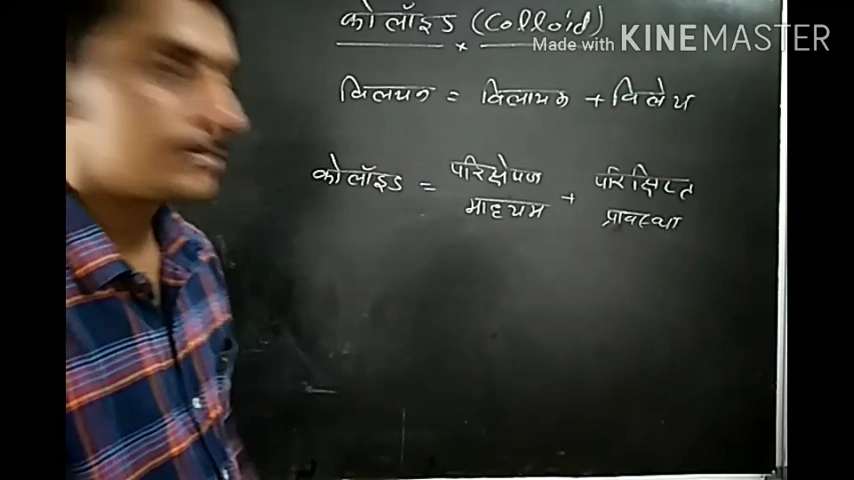 कोलॉइड (Colloid)
Made with KINEMASTER
विलयन = विलायक + विलेय
कोलॉइड = परिक्षेपण माध्यम + परिक्षिप्त प्रावस्था